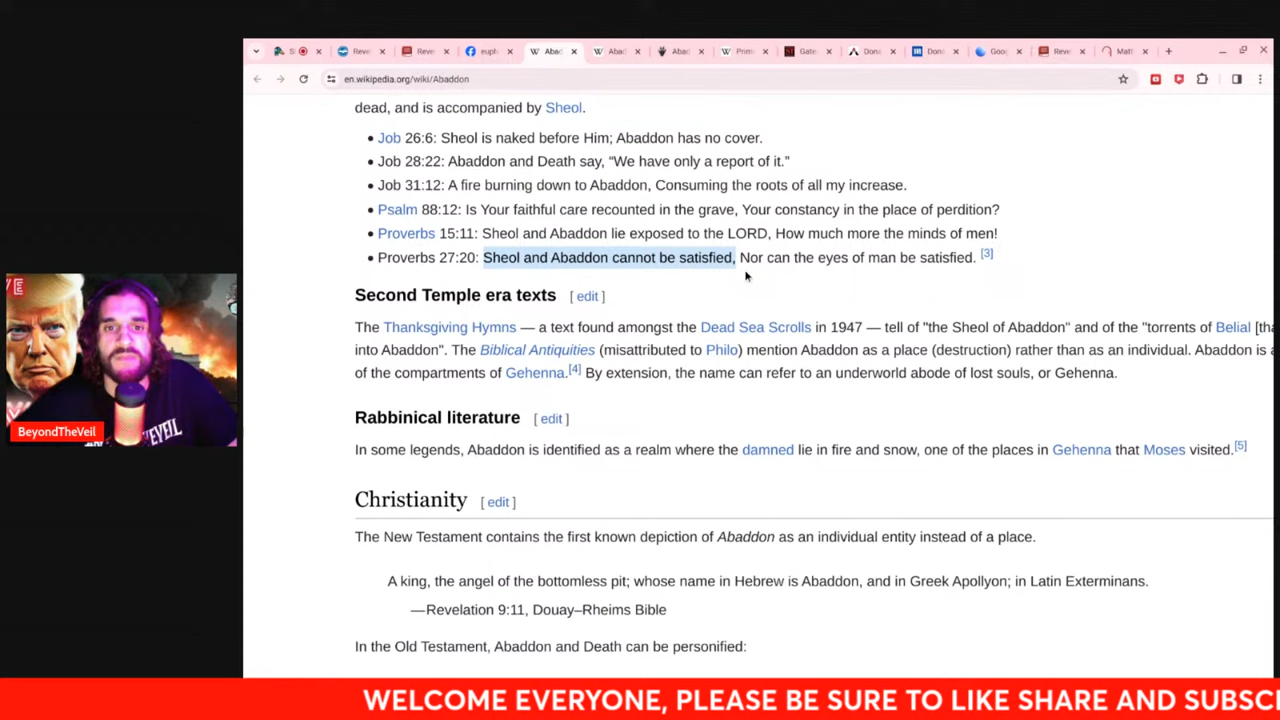 Reve
Reve
euph
Abad
Abad
Abad
Prim
Gate
Dona
Dono
Goog
Reve
Matt
en.wikipedia.org/wiki/Abaddon
dead, and is accompanied by Sheol.
• Job 26:6: Sheol is naked before Him; Abaddon has no cover.
• Job 28:22: Abaddon and Death say, “We have only a report of it.”
• Job 31:12: A fire burning down to Abaddon, Consuming the roots of all my increase.
• Psalm 88:12: Is Your faithful care recounted in the grave, Your constancy in the place of perdition?
• Proverbs 15:11: Sheol and Abaddon lie exposed to the LORD, How much more the minds of men!
• Proverbs 27:20: Sheol and Abaddon cannot be satisfied, Nor can the eyes of man be satisfied. [3]
Second Temple era texts [ edit ]
The Thanksgiving Hymns — a text found amongst the Dead Sea Scrolls in 1947 — tell of "the Sheol of Abaddon" and of the "torrents of Belial [tha
into Abaddon". The Biblical Antiquities (misattributed to Philo) mention Abaddon as a place (destruction) rather than as an individual. Abaddon is a
of the compartments of Gehenna.[4] By extension, the name can refer to an underworld abode of lost souls, or Gehenna.
Rabbinical literature [ edit ]
In some legends, Abaddon is identified as a realm where the damned lie in fire and snow, one of the places in Gehenna that Moses visited.[5]
Christianity [ edit ]
The New Testament contains the first known depiction of Abaddon as an individual entity instead of a place.
A king, the angel of the bottomless pit; whose name in Hebrew is Abaddon, and in Greek Apollyon; in Latin Exterminans.
—Revelation 9:11, Douay–Rheims Bible
In the Old Testament, Abaddon and Death can be personified:
BeyondTheVeil
WELCOME EVERYONE, PLEASE BE SURE TO LIKE SHARE AND SUBSC